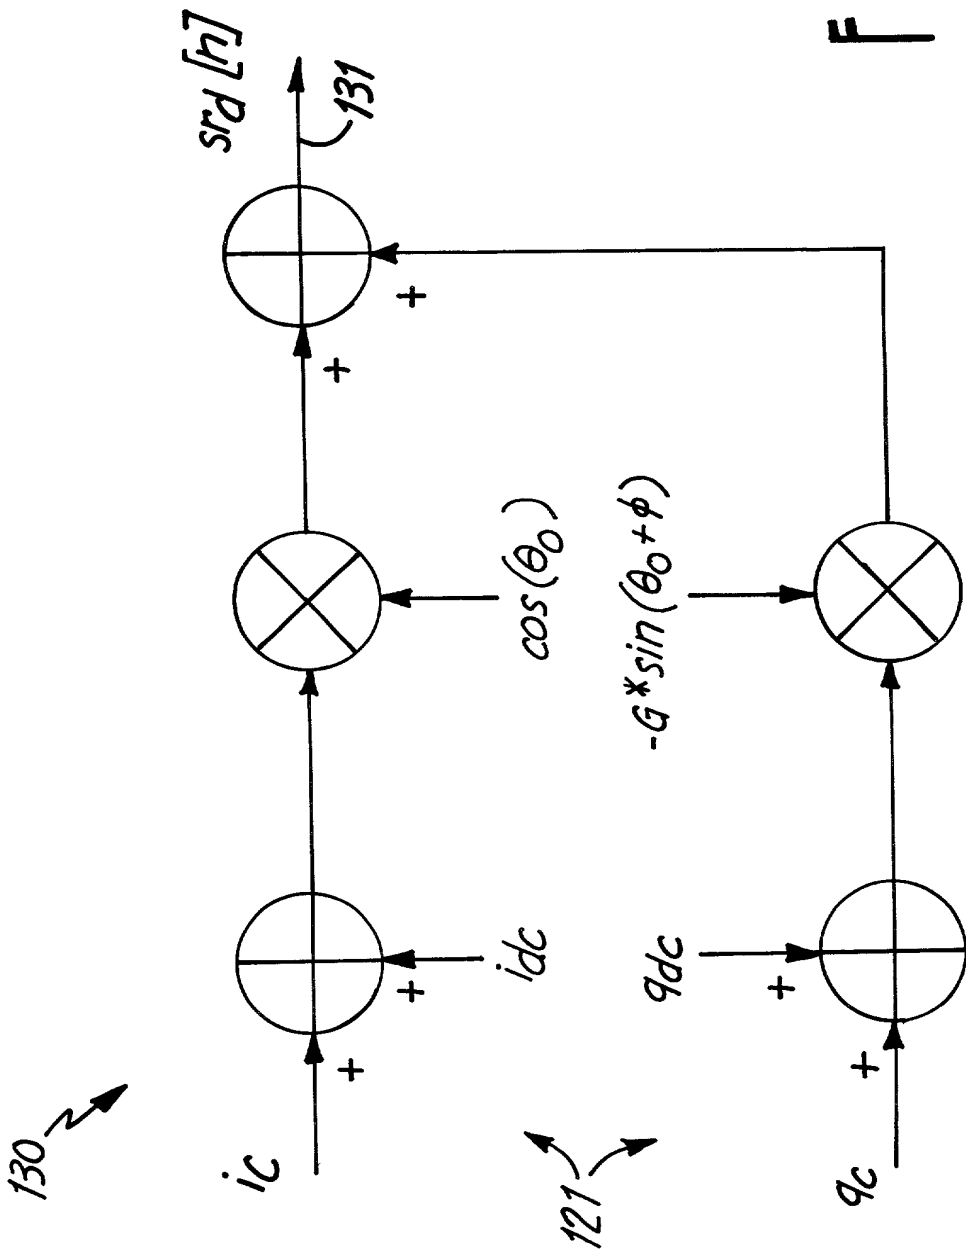 130
ic
+
+
idc
cos(θ0)
+
+
srd [n]
131
121
qc
+
+
qdc
-G*sin(θ0+ϕ)
F